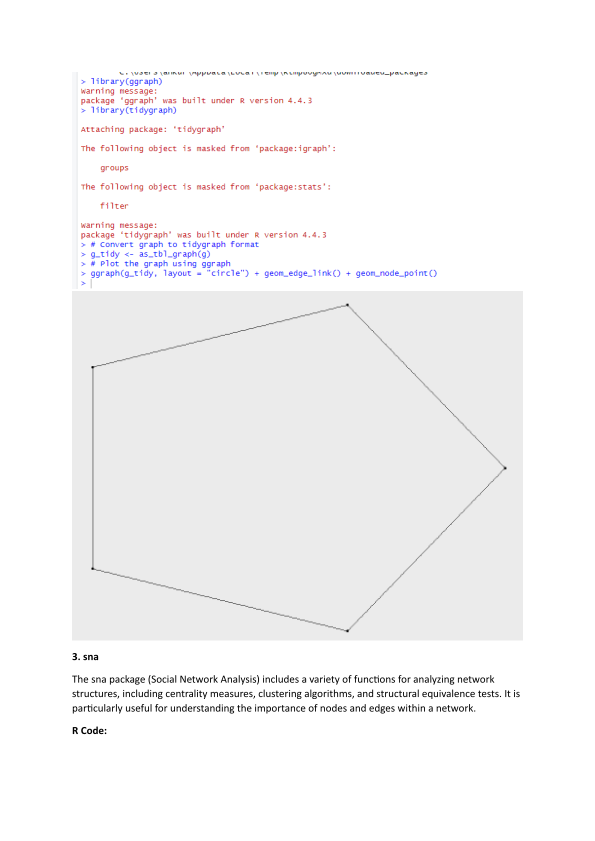 > library(ggraph)
Warning message:
package ‘ggraph’ was built under R version 4.4.3
> library(tidygraph)
Attaching package: ‘tidygraph’
The following object is masked from ‘package:igraph’:
groups
The following object is masked from ‘package:stats’:
filter
Warning message:
package ‘tidygraph’ was built under R version 4.4.3
> # Convert graph to tidygraph format
> g_tidy <- as_tbl_graph(g)
> # Plot the graph using ggraph
> ggraph(g_tidy, layout = "circle") + geom_edge_link() + geom_node_point()
>
3. sna
The sna package (Social Network Analysis) includes a variety of functions for analyzing network
structures, including centrality measures, clustering algorithms, and structural equivalence tests. It is
particularly useful for understanding the importance of nodes and edges within a network.
R Code: